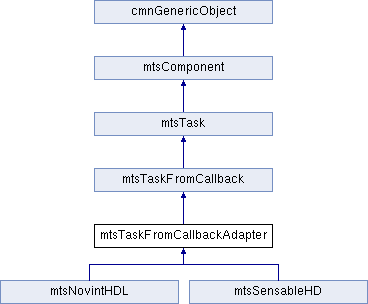 cmnGenericObject
mtsComponent
mtsTask
mtsTaskFromCallback
mtsTaskFromCallbackAdapter
mtsNovintHDL
mtsSensableHD